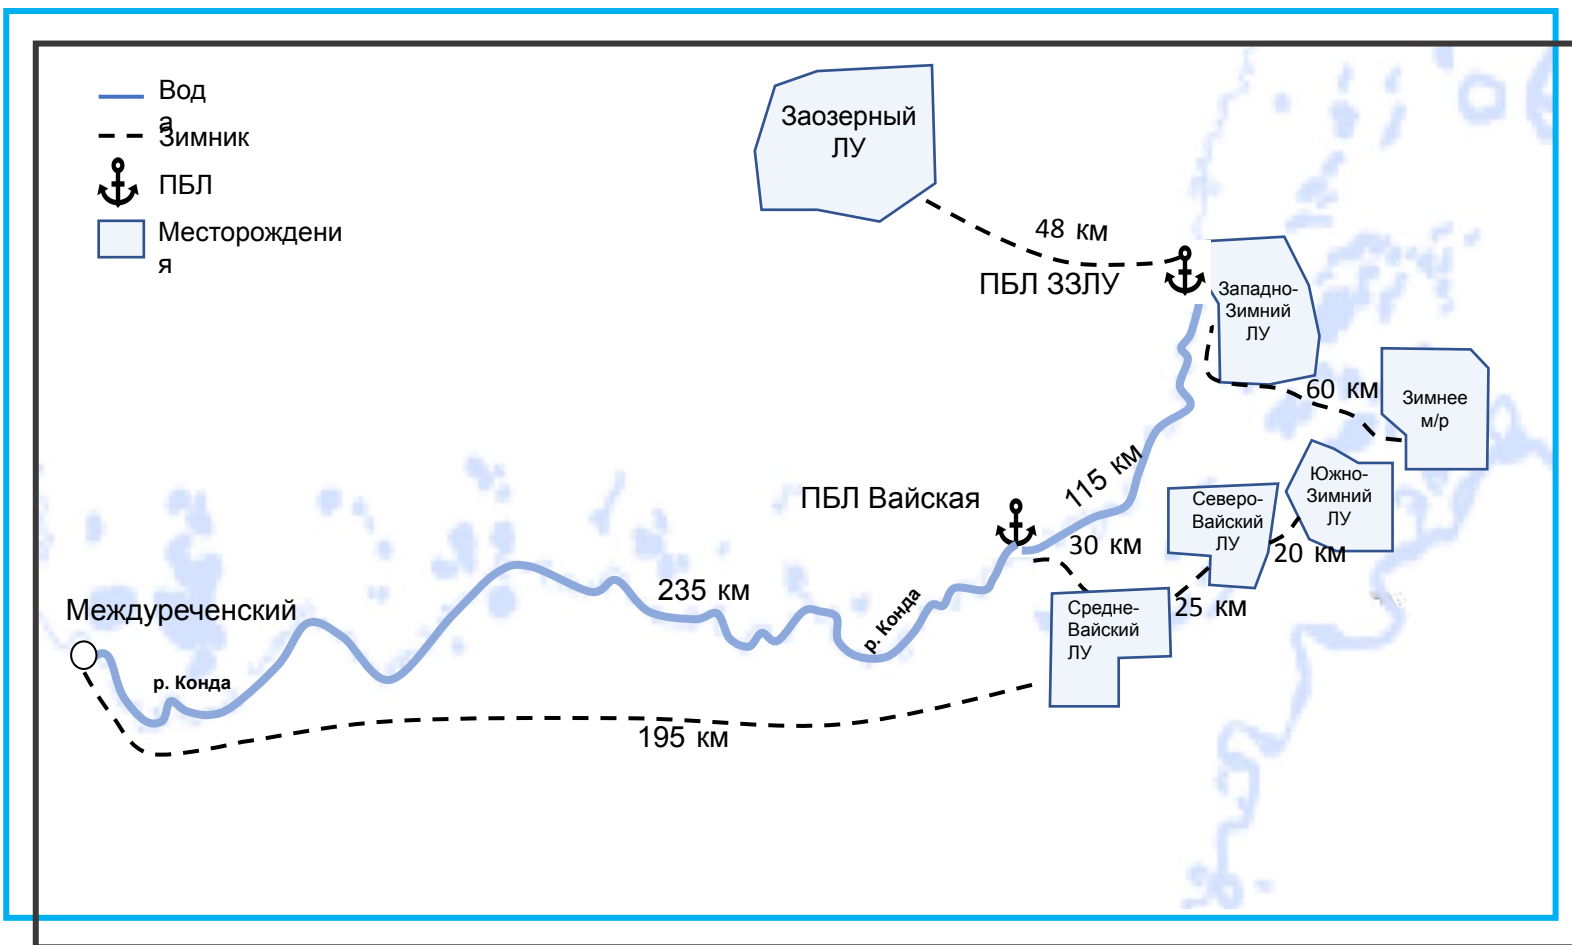 Вод
а
Зимник
ПБЛ
Месторождени
я
Заозерный
ЛУ
48 км
ПБЛ ЗЗЛУ
Западно-
Зимний
ЛУ
60 км
Зимнее
м/р
115 км
ПБЛ Вайская
Южно-
Зимний
ЛУ
Северо-
Вайский
ЛУ
30 км
20 км
235 км
Междуреченский
р. Конда
Средне-
Вайский
ЛУ
25 км
р. Конда
195 км